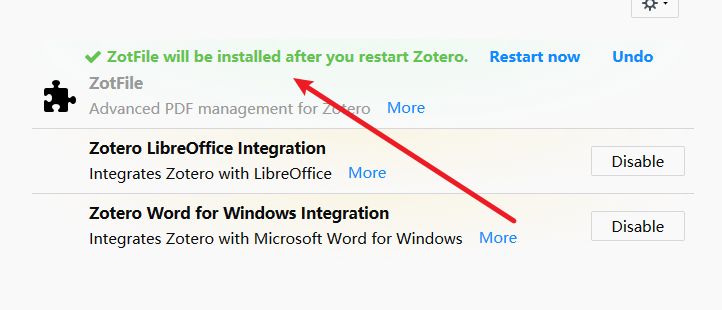 ZotFile will be installed after you restart Zotero. Restart now Undo
ZotFile
Advanced PDF management for Zotero More
Zotero LibreOffice Integration
Integrates Zotero with LibreOffice More
Disable
Zotero Word for Windows Integration
Integrates Zotero with Microsoft Word for Windows More
Disable